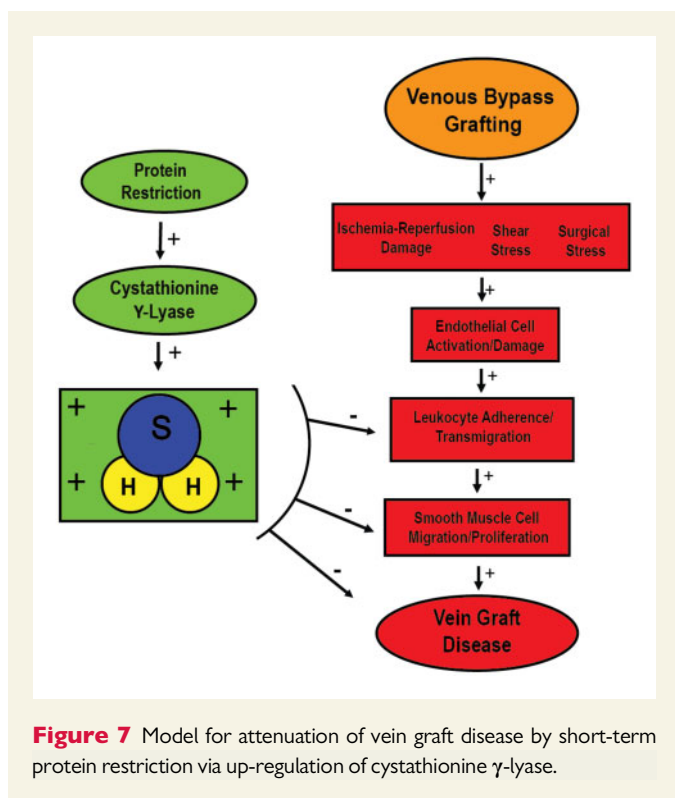 Venous Bypass
Grafting
+
Protein
Restriction
+
Cystathionine
Y-Lyase
+
+ +
S
H H
+ +
Ischemia-Reperfusion
Damage
Shear
Stress
Surgical
Stress
+
Endothelial Cell
Activation/Damage
+
-
Leukocyte Adherence/
Transmigration
+
-
Smooth Muscle Cell
Migration/Proliferation
+
-
Vein Graft
Disease
Figure 7 Model for attenuation of vein graft disease by short-term
protein restriction via up-regulation of cystathionine γ-lyase.